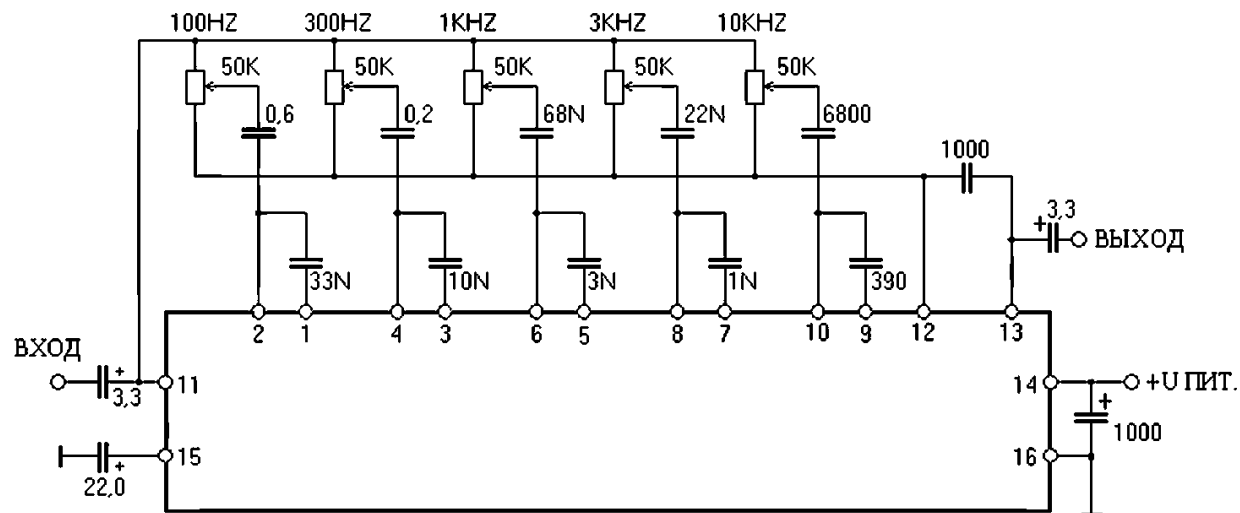 100HZ 300HZ 1KHZ 3KHZ 10KHZ
50K 50K 50K 50K 50K
0,6 0,2 68N 22N 6800
1000
3,3
ВЫХОД
33N 10N 3N 1N 390
2 1 4 3 6 5 8 7 10 9 12 13
ВХОД
3,3
11
14
+U ПИТ.
1000
15
16
22,0